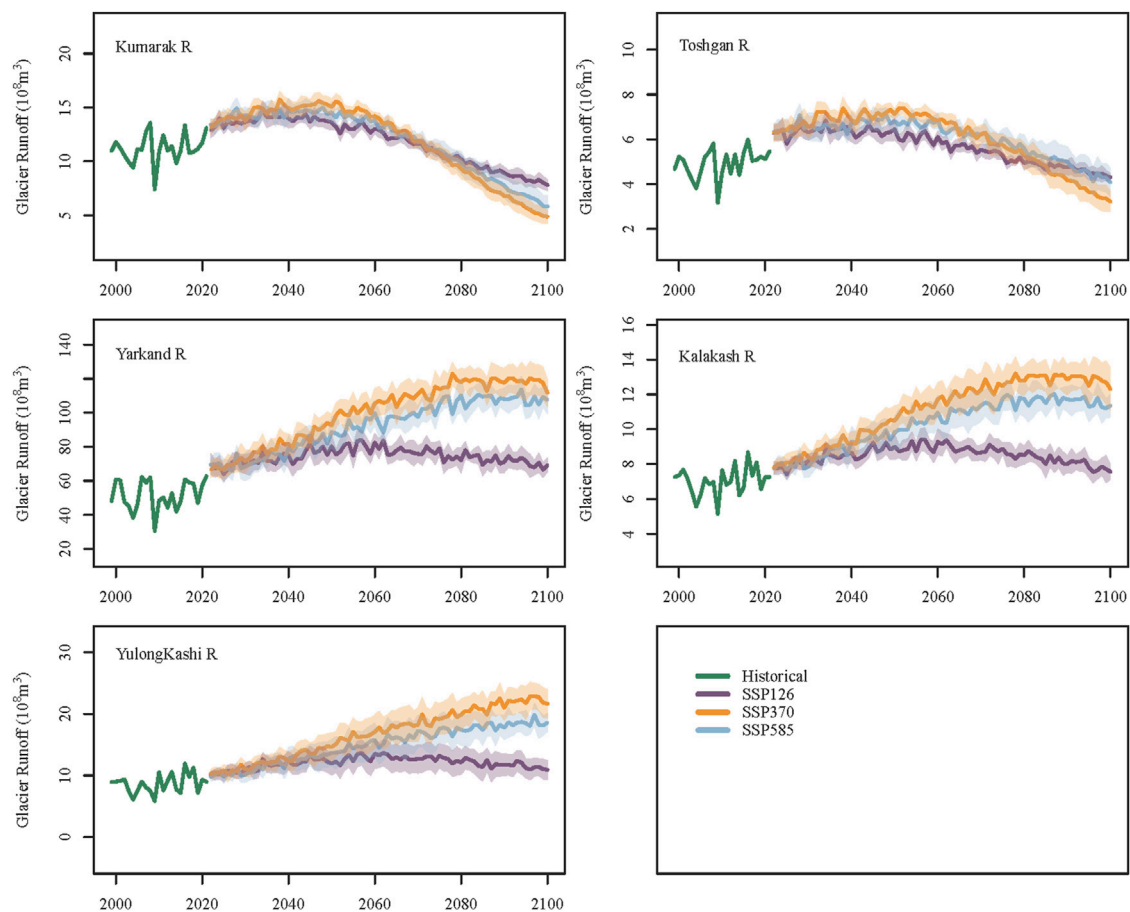 Kumarak R
Glacier Runoff (10⁸m³)
20
15
10
5
2000 2020 2040 2060 2080 2100
Toshgan R
Glacier Runoff (10⁸m³)
10
8
6
4
2
2000 2020 2040 2060 2080 2100
Yarkand R
Glacier Runoff (10⁸m³)
140
100
80
60
40
20
2000 2020 2040 2060 2080 2100
Kalakash R
Glacier Runoff (10⁸m³)
16
14
12
10
8
6
4
2000 2020 2040 2060 2080 2100
YulongKashi R
Glacier Runoff (10⁸m³)
30
20
10
0
2000 2020 2040 2060 2080 2100
Historical
SSP126
SSP370
SSP585